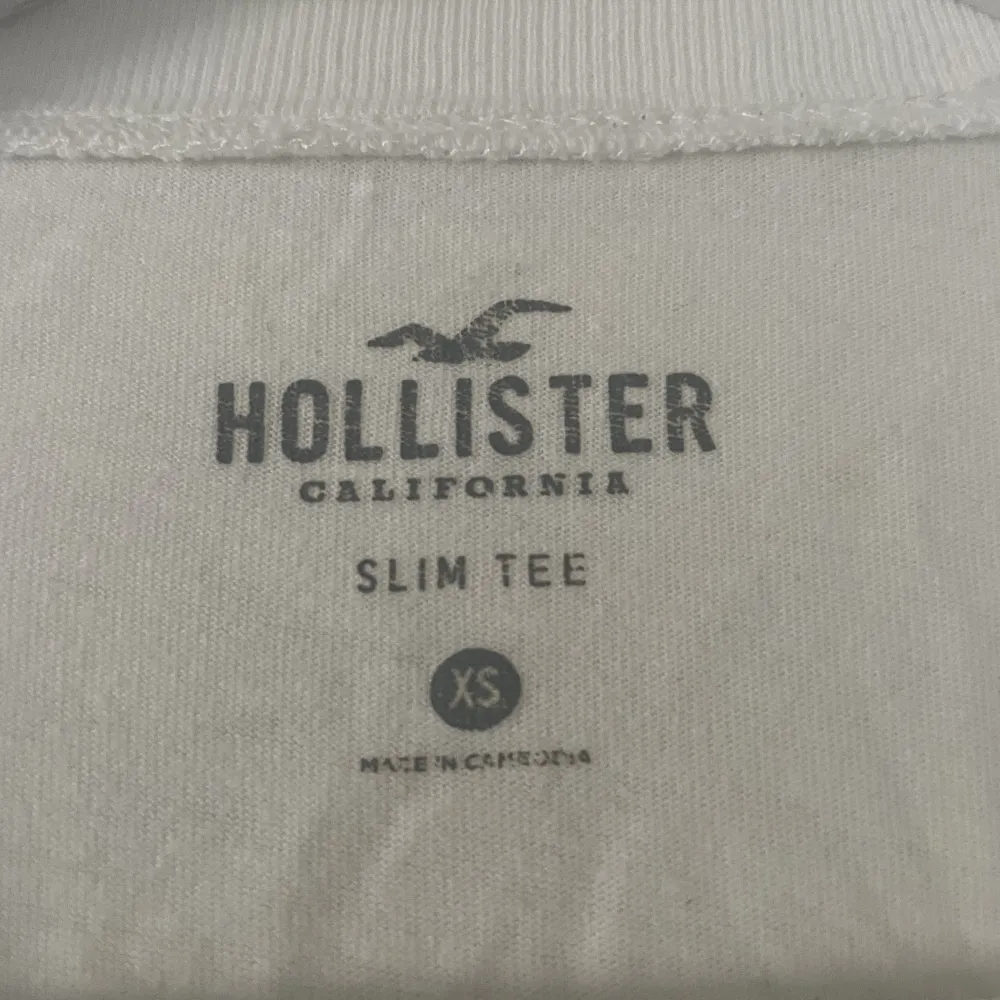 HOLLISTER
CALIFORNIA
SLIM TEE
XS
MADE IN CAMBODIA